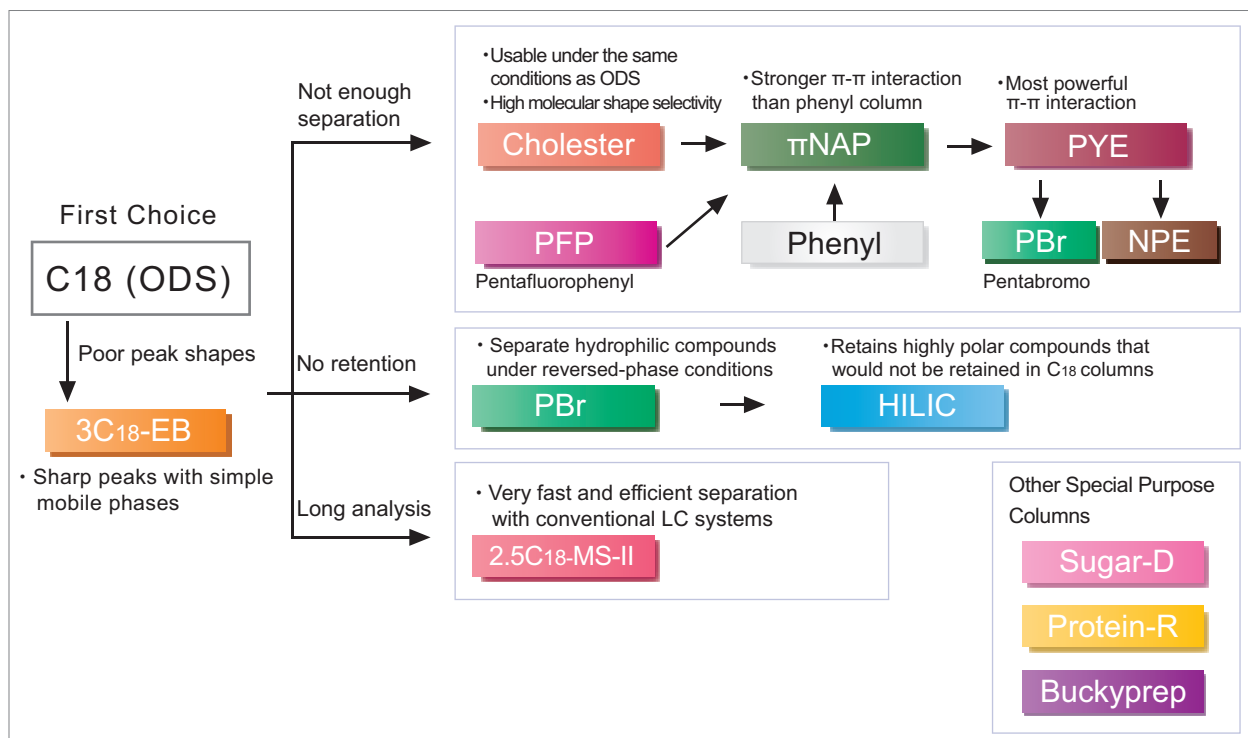 First Choice
C18 (ODS)
Poor peak shapes
3C18-EB
・Sharp peaks with simple
mobile phases
Not enough
separation
・Usable under the same
conditions as ODS
・High molecular shape selectivity
Cholester
・Stronger π-π interaction
than phenyl column
πNAP
・Most powerful
π-π interaction
PYE
PFP
Pentafluorophenyl
Phenyl
PBr
Pentabromo
NPE
No retention
・Separate hydrophilic compounds
under reversed-phase conditions
PBr
・Retains highly polar compounds that
would not be retained in C18 columns
HILIC
Long analysis
・Very fast and efficient separation
with conventional LC systems
2.5C18-MS-II
Other Special Purpose
Columns
Sugar-D
Protein-R
Buckyprep